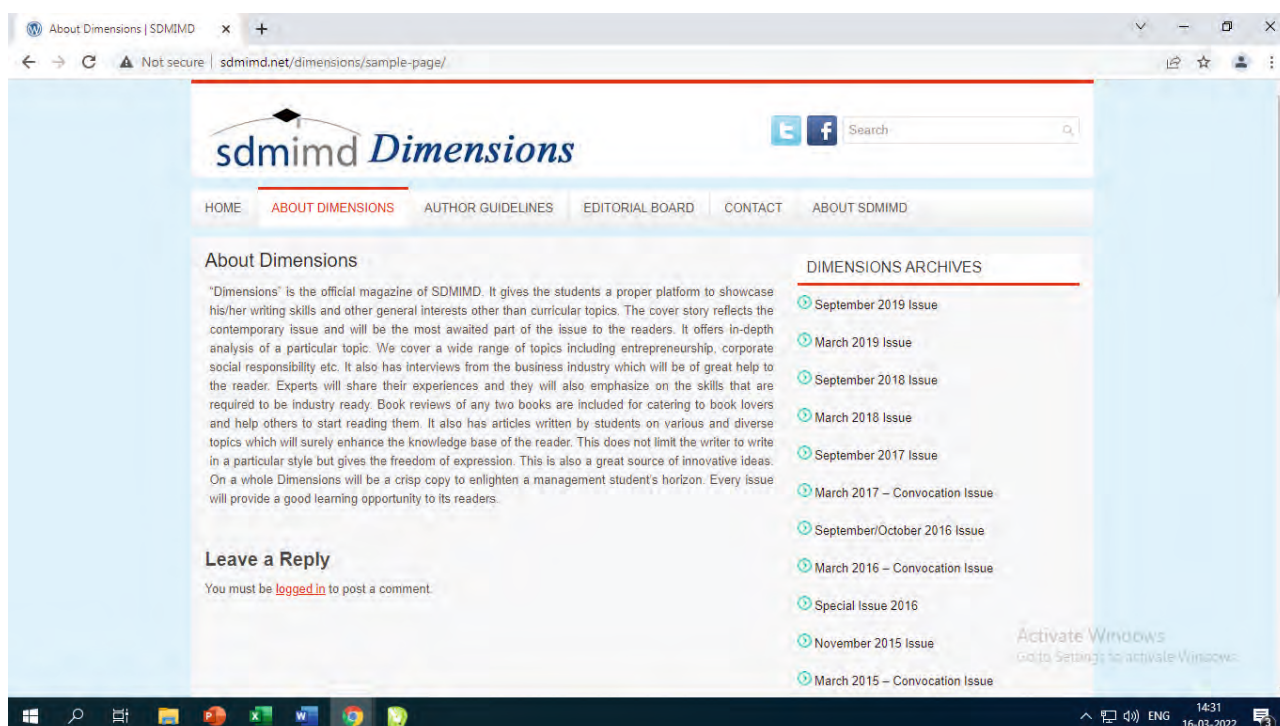 About Dimensions | SDMIMD
Not secure | sdmimd.net/dimensions/sample-page/
sdmimd Dimensions
Search
HOME ABOUT DIMENSIONS AUTHOR GUIDELINES EDITORIAL BOARD CONTACT ABOUT SDMIMD
About Dimensions
"Dimensions" is the official magazine of SDMIMD. It gives the students a proper platform to showcase
his/her writing skills and other general interests other than curricular topics. The cover story reflects the
contemporary issue and will be the most awaited part of the issue to the readers. It offers in-depth
analysis of a particular topic. We cover a wide range of topics including entrepreneurship, corporate
social responsibility etc. It also has interviews from the business industry which will be of great help to
the reader. Experts will share their experiences and they will also emphasize on the skills that are
required to be industry ready. Book reviews of any two books are included for catering to book lovers
and help others to start reading them. It also has articles written by students on various and diverse
topics which will surely enhance the knowledge base of the reader. This does not limit the writer to write
in a particular style but gives the freedom of expression. This is also a great source of innovative ideas.
On a whole Dimensions will be a crisp copy to enlighten a management student's horizon. Every issue
will provide a good learning opportunity to its readers.
Leave a Reply
You must be logged in to post a comment.
DIMENSIONS ARCHIVES
September 2019 Issue
March 2019 Issue
September 2018 Issue
March 2018 Issue
September 2017 Issue
March 2017 – Convocation Issue
September/October 2016 Issue
March 2016 – Convocation Issue
Special Issue 2016
November 2015 Issue
March 2015 – Convocation Issue
Activate Windows
Go to Settings to activate Windows.
ENG
14:31
16-03-2022